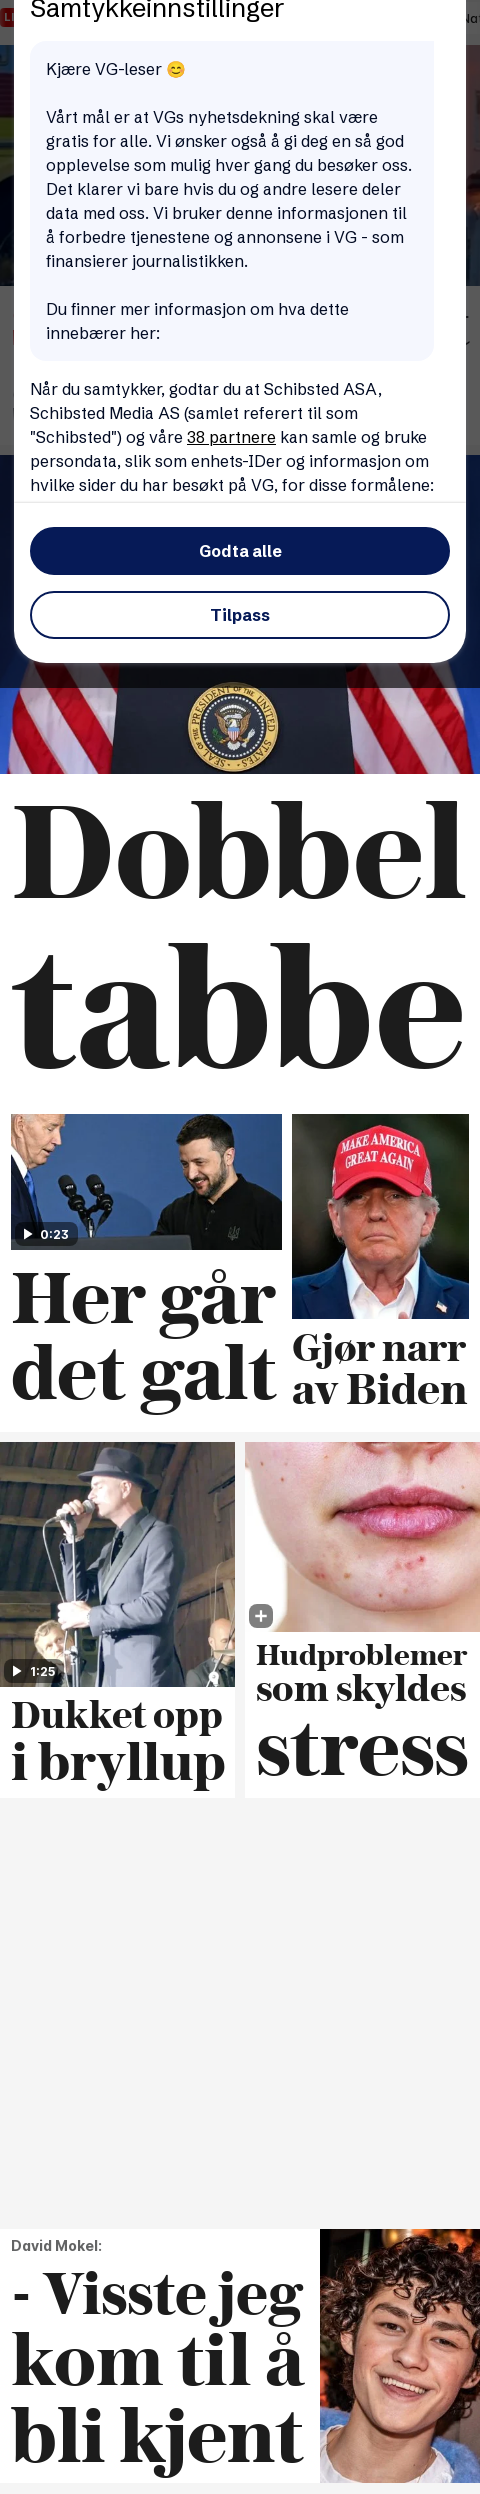 Samtykkeinnstillinger
Kjære VG-leser 😊
Vårt mål er at VGs nyhetsdekning skal være
gratis for alle. Vi ønsker også å gi deg en så god
opplevelse som mulig hver gang du besøker oss.
Det klarer vi bare hvis du og andre lesere deler
data med oss. Vi bruker denne informasjonen til
å forbedre tjenestene og annonsene i VG - som
finansierer journalistikken.
Du finner mer informasjon om hva dette
innebærer her:
Når du samtykker, godtar du at Schibsted ASA,
Schibsted Media AS (samlet referert til som
"Schibsted") og våre 38 partnere kan samle og bruke
persondata, slik som enhets-IDer og informasjon om
hvilke sider du har besøkt på VG, for disse formålene:
Godta alle
Tilpass
SEAL OF THE PRESIDENT OF THE UNITED STATES
Dobbel
tabbe
0:23
Her går
det galt
MAKE AMERICA
GREAT AGAIN
Gjør narr
av Biden
1:25
Dukket opp
i bryllup
Hudproblemer
som skyldes
stress
David Mokel:
- Visste jeg
kom til å
bli kjent